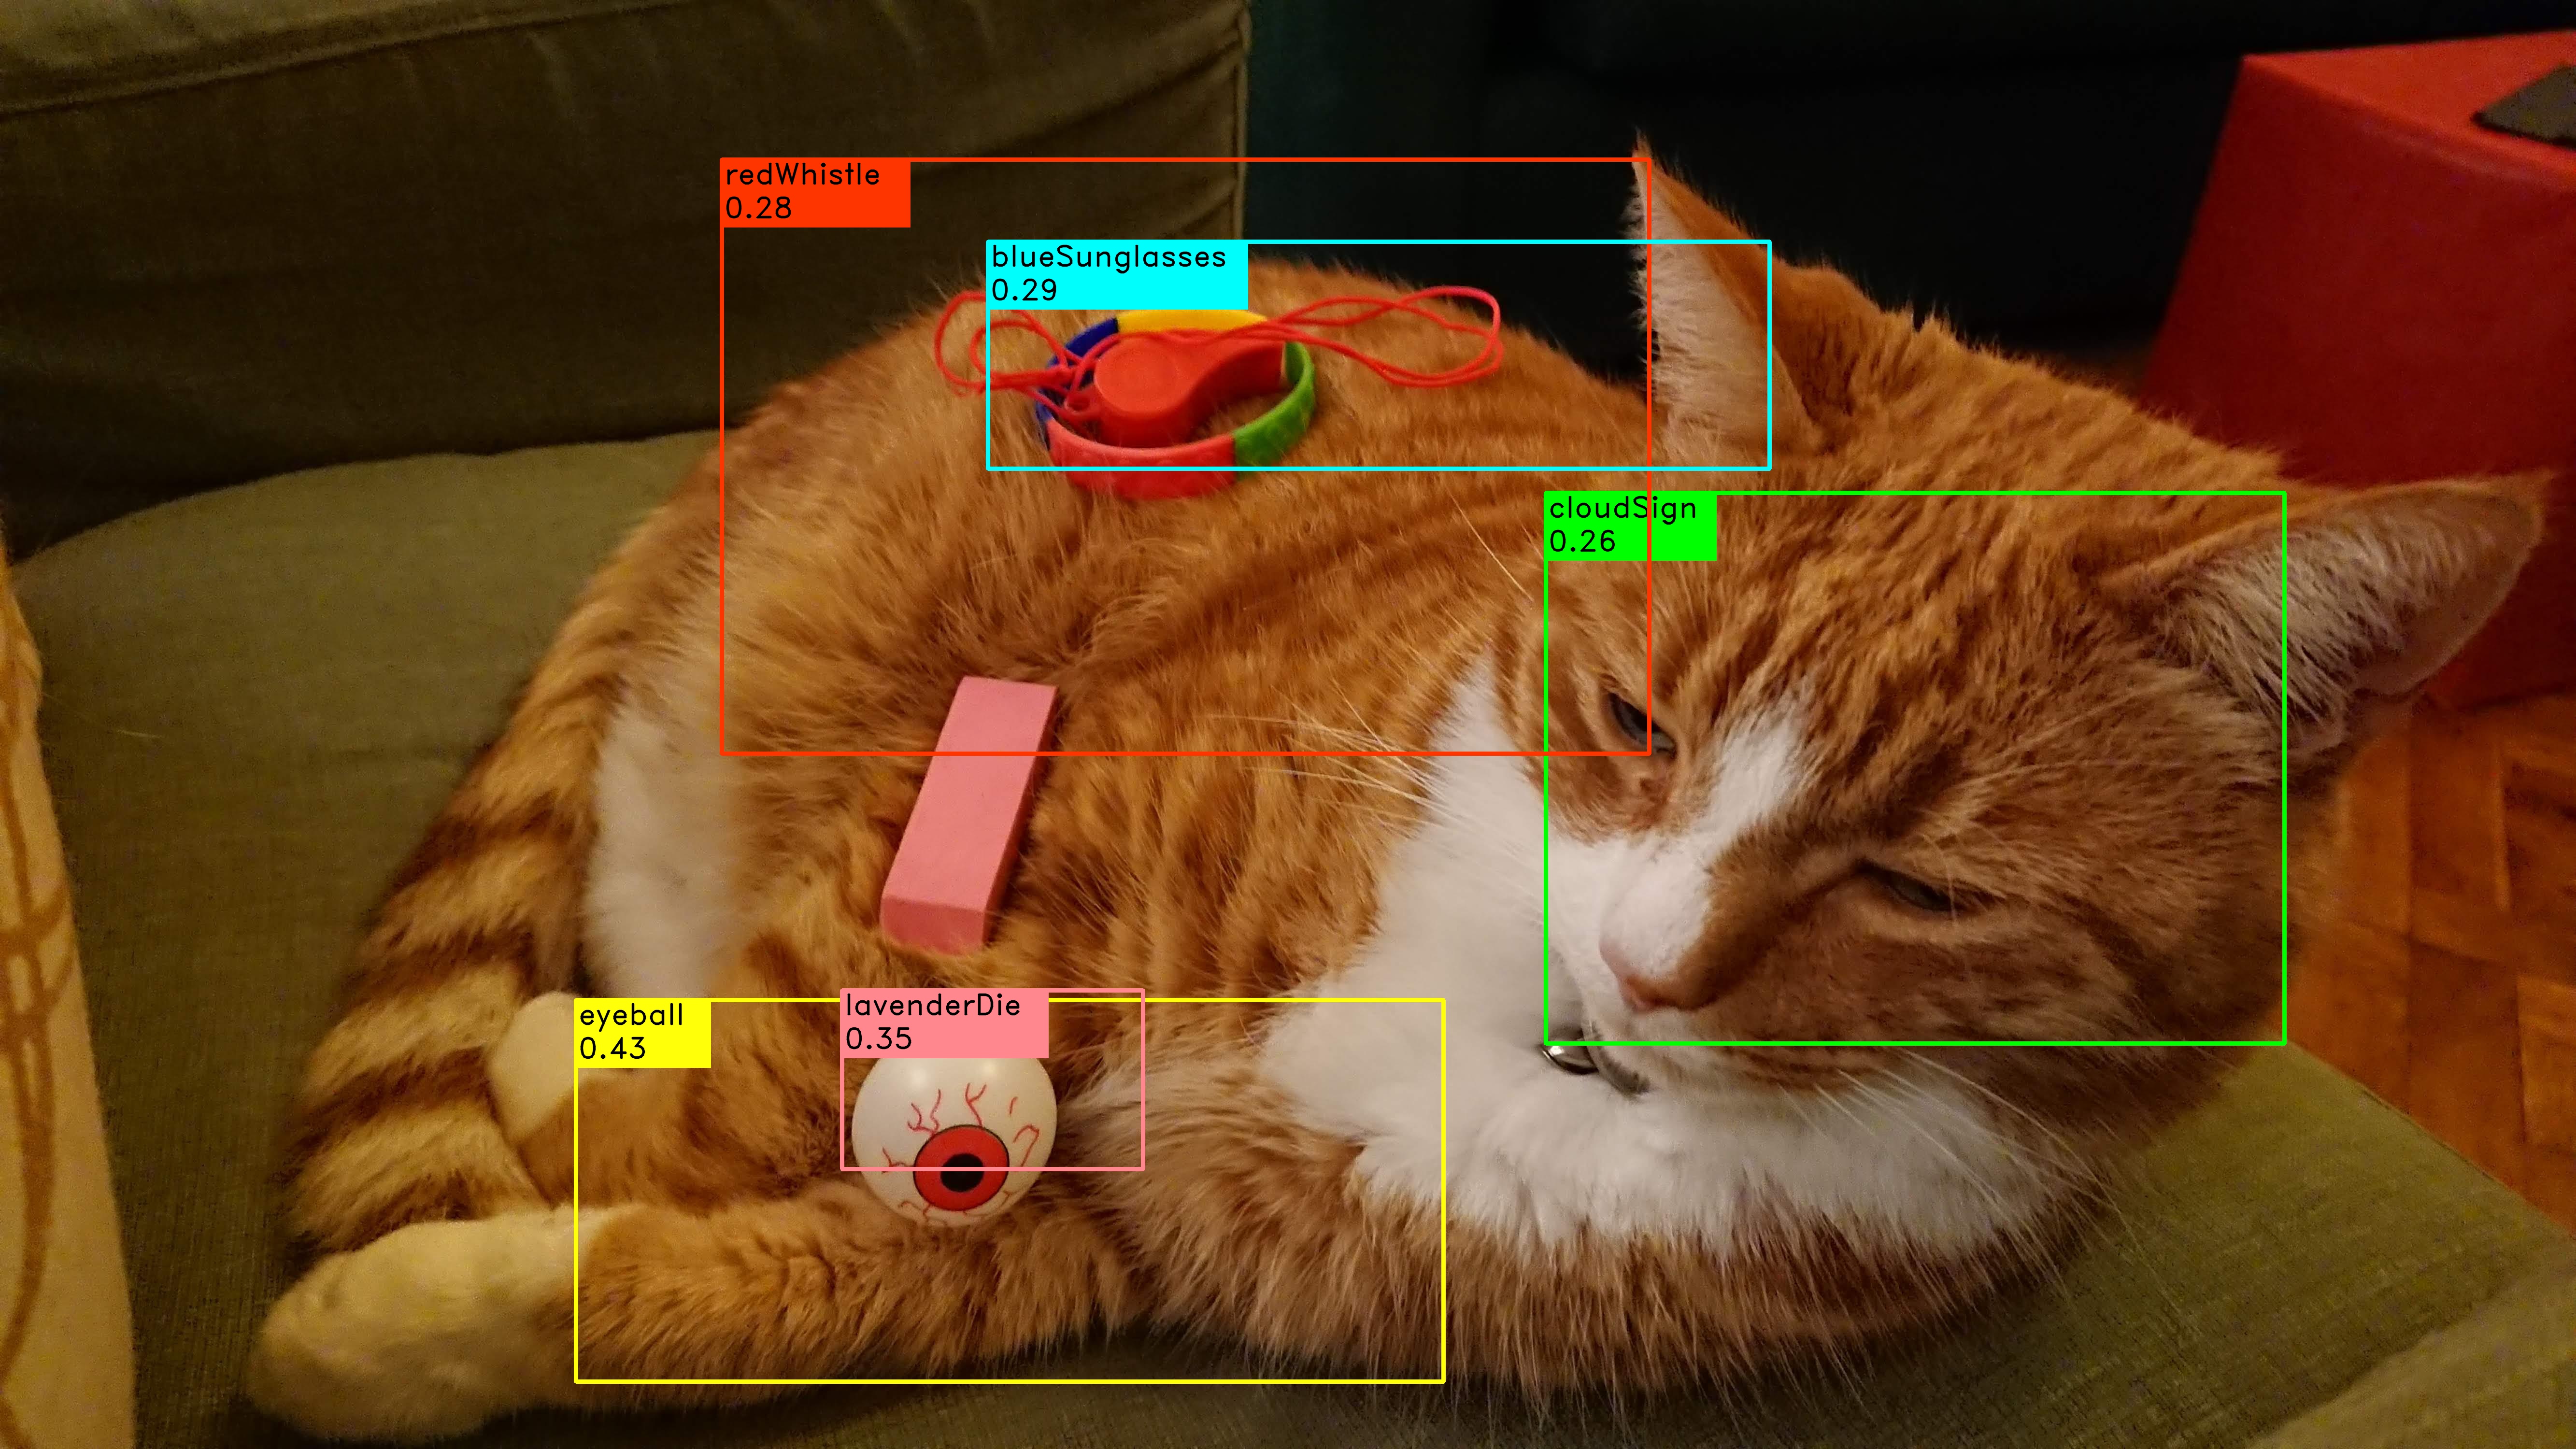 redWhistle
0.28
blueSunglasses
0.29
cloudSign
0.26
eyeball
0.43
lavenderDie
0.35